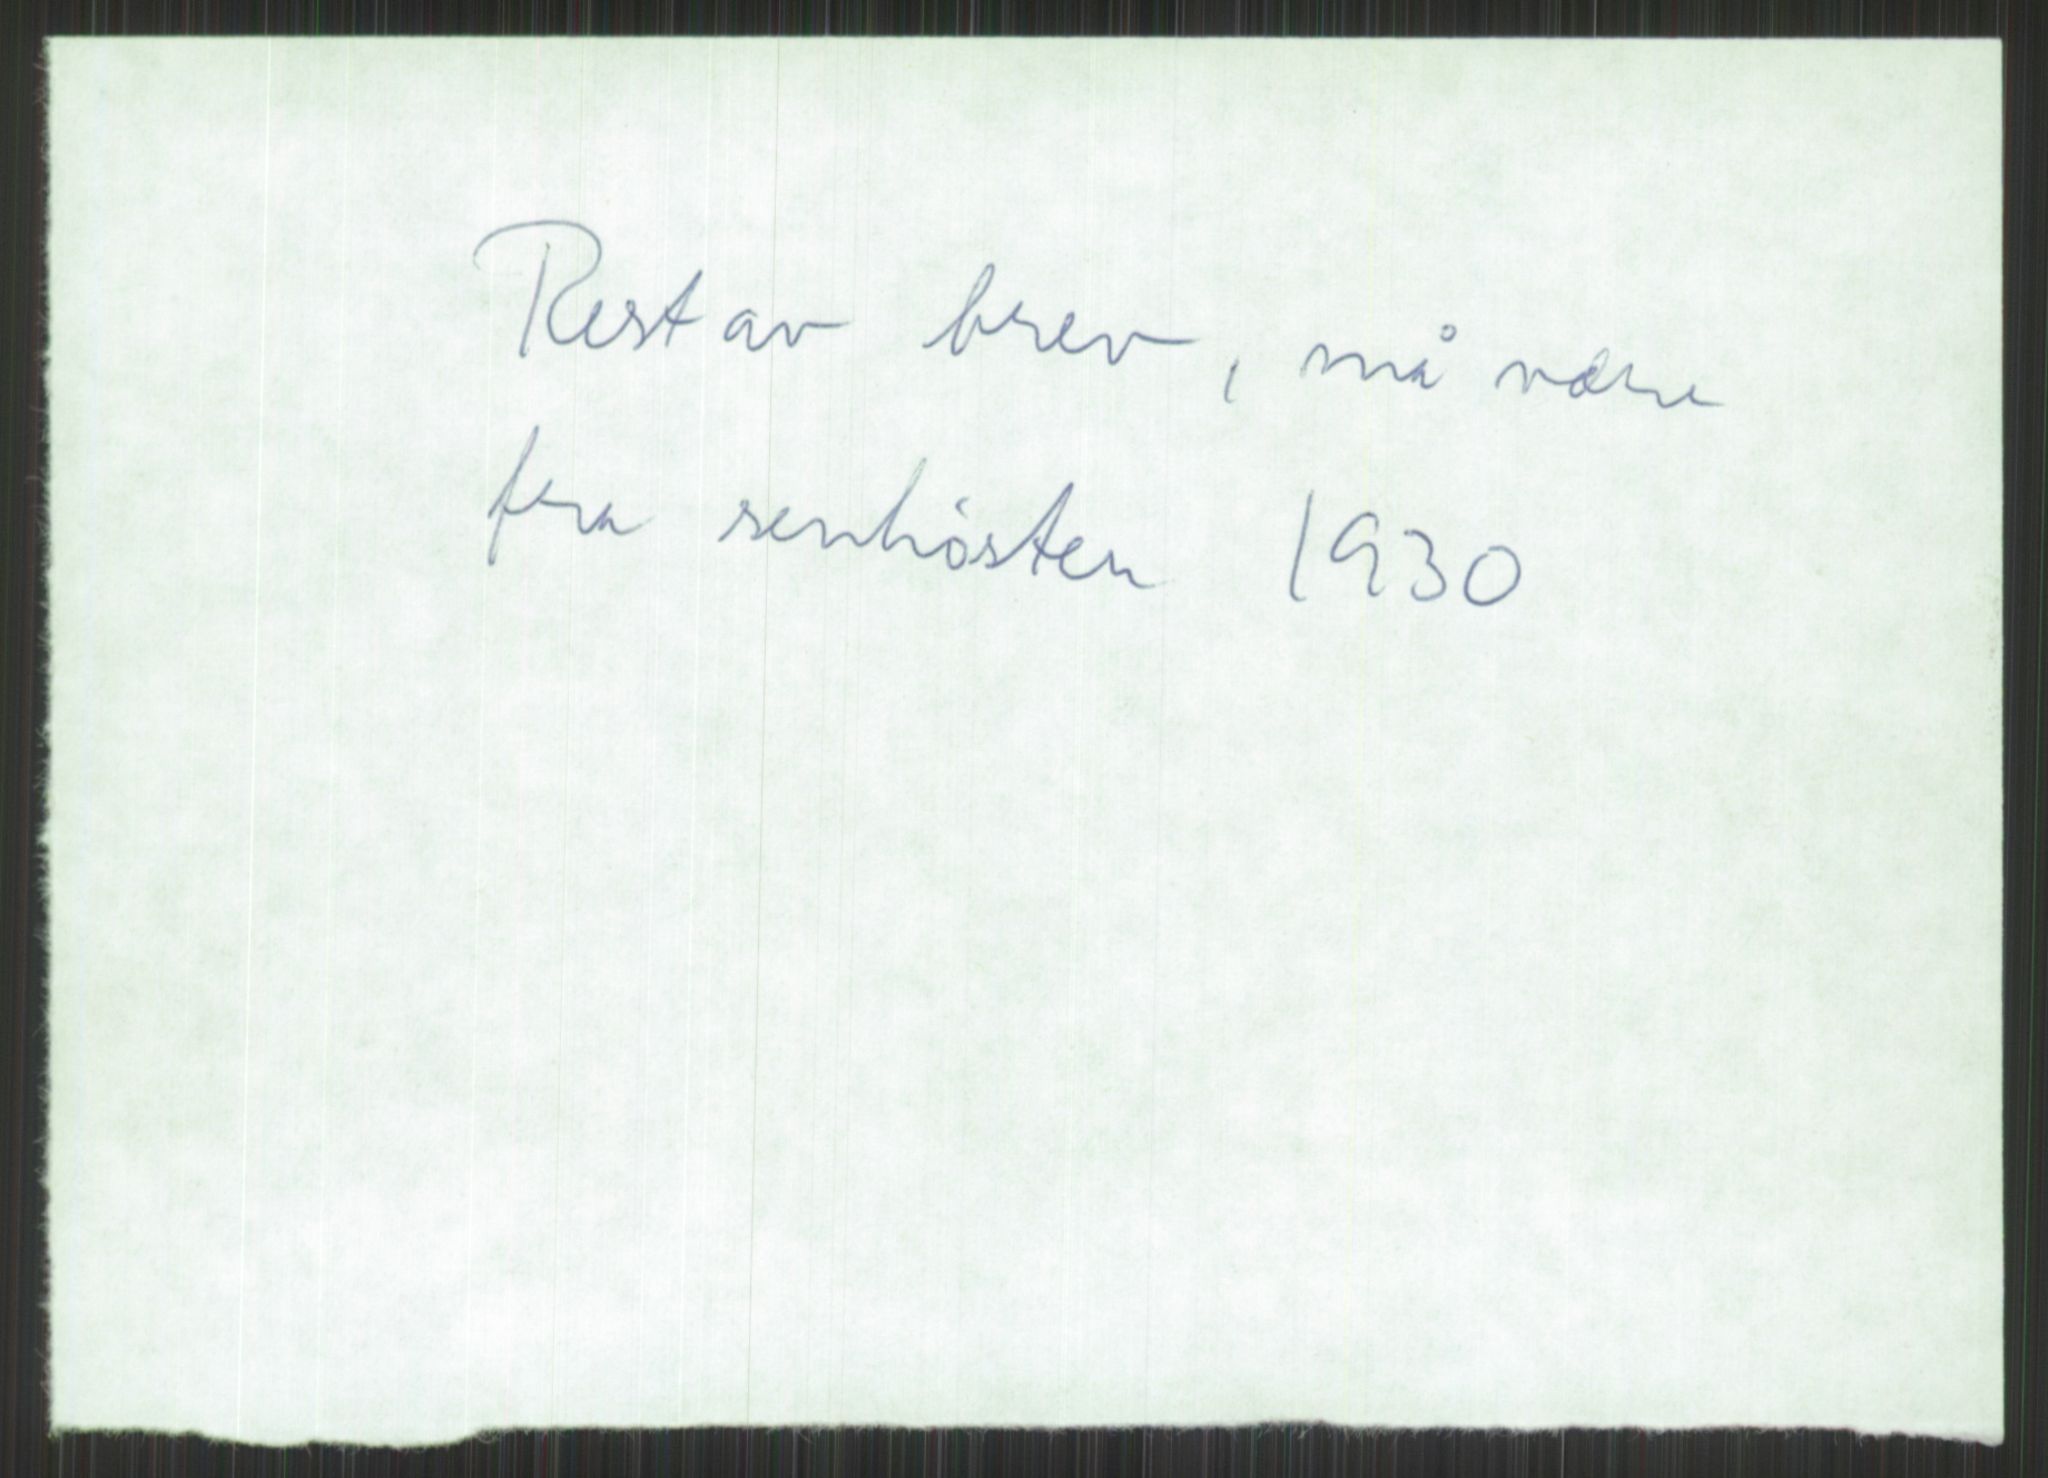 Rest av brev, må være
fra senhösten 1930